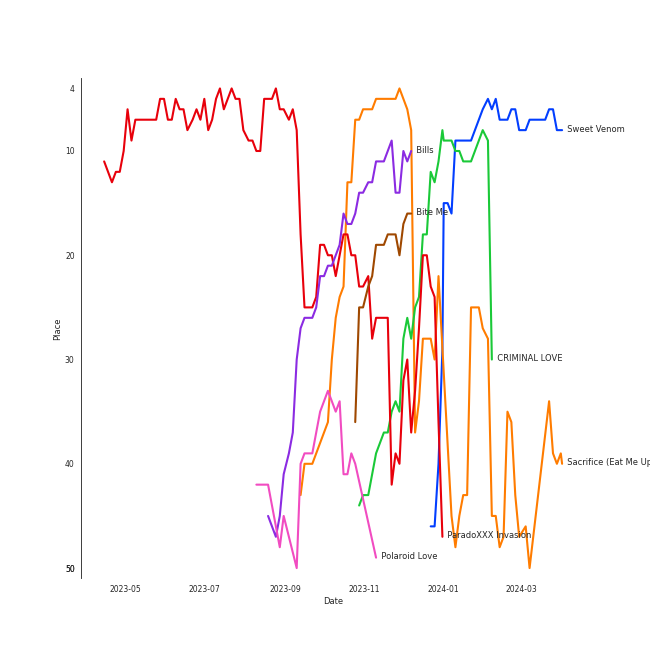 4
10
20
30
40
50
Place
Sweet Venom
Bills
Bite Me
CRIMINAL LOVE
Sacrifice (Eat Me Up
ParadoXXX Invasion
Polaroid Love
2023-05
2023-07
2023-09
2023-11
2024-01
2024-03
Date